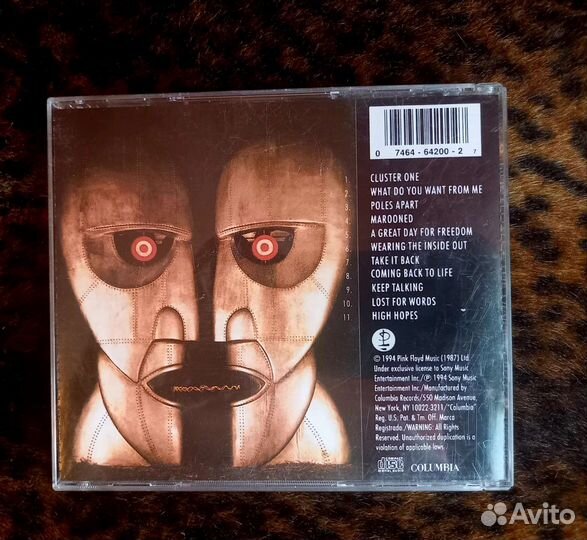 0 7464-64200-2 7
1. CLUSTER ONE
2. WHAT DO YOU WANT FROM ME
3. POLES APART
4. MAROONED
5. A GREAT DAY FOR FREEDOM
6. WEARING THE INSIDE OUT
7. TAKE IT BACK
8. COMING BACK TO LIFE
9. KEEP TALKING
10. LOST FOR WORDS
11 HIGH HOPES
© 1994 Pink Floyd Music (1987) Ltd.
Under exclusive license to Sony Music
Entertainment Inc./℗ 1994 Sony Music
Entertainment Inc./Manufactured by
Columbia Records/550 Madison Avenue,
New York, NY 10022-3211/"Columbia"
Reg. U.S. Pat. & Tm. Off. Marca
Registrada./WARNING: All Rights
Reserved. Unauthorized duplication is a
violation of applicable laws.
COMPACT disc DIGITAL AUDIO COLUMBIA
Avito